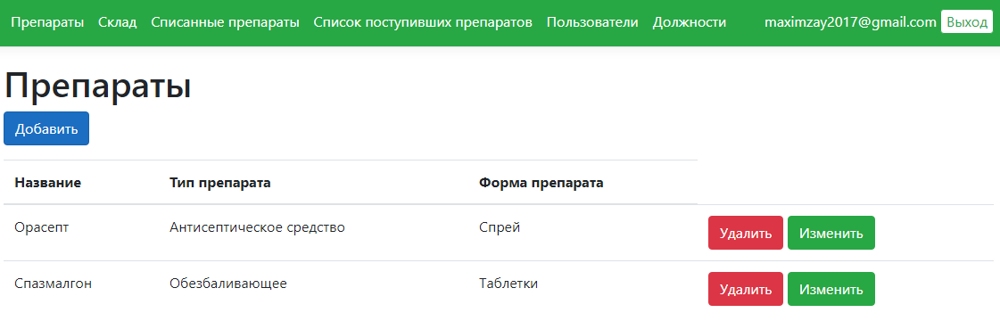 Препараты Склад Списанные препараты Список поступивших препаратов Пользователи Должности maximzay2017@gmail.com Выход
Препараты
Добавить
Название Тип препарата Форма препарата
Орасепт Антисептическое средство Спрей Удалить Изменить
Спазмалгон Обезбаливающее Таблетки Удалить Изменить